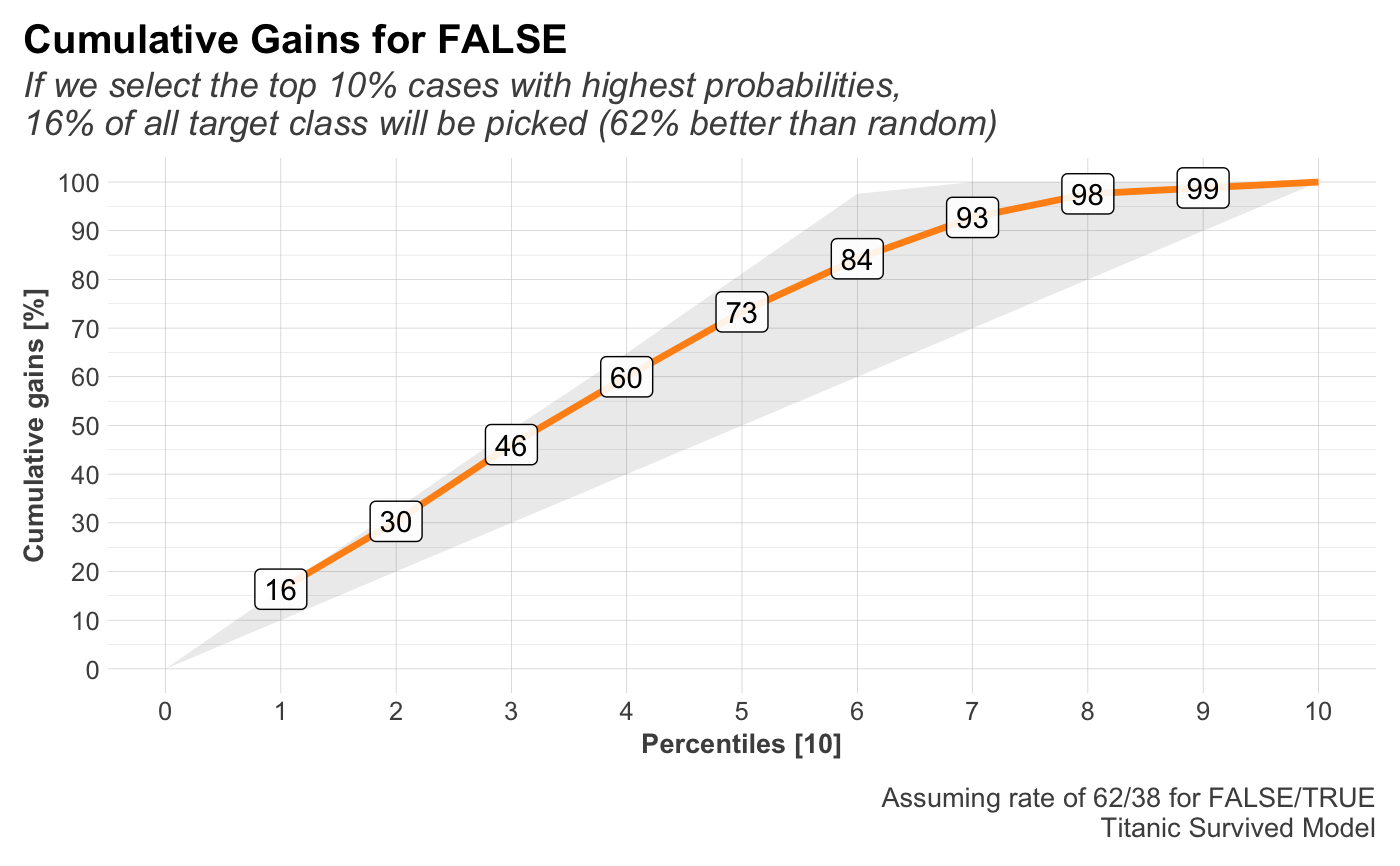 Cumulative Gains for FALSE
If we select the top 10% cases with highest probabilities,
16% of all target class will be picked (62% better than random)
Cumulative gains [%]
100
90
80
70
60
50
40
30
20
10
0
16
30
46
60
73
84
93
98
99
0 1 2 3 4 5 6 7 8 9 10
Percentiles [10]
Assuming rate of 62/38 for FALSE/TRUE
Titanic Survived Model